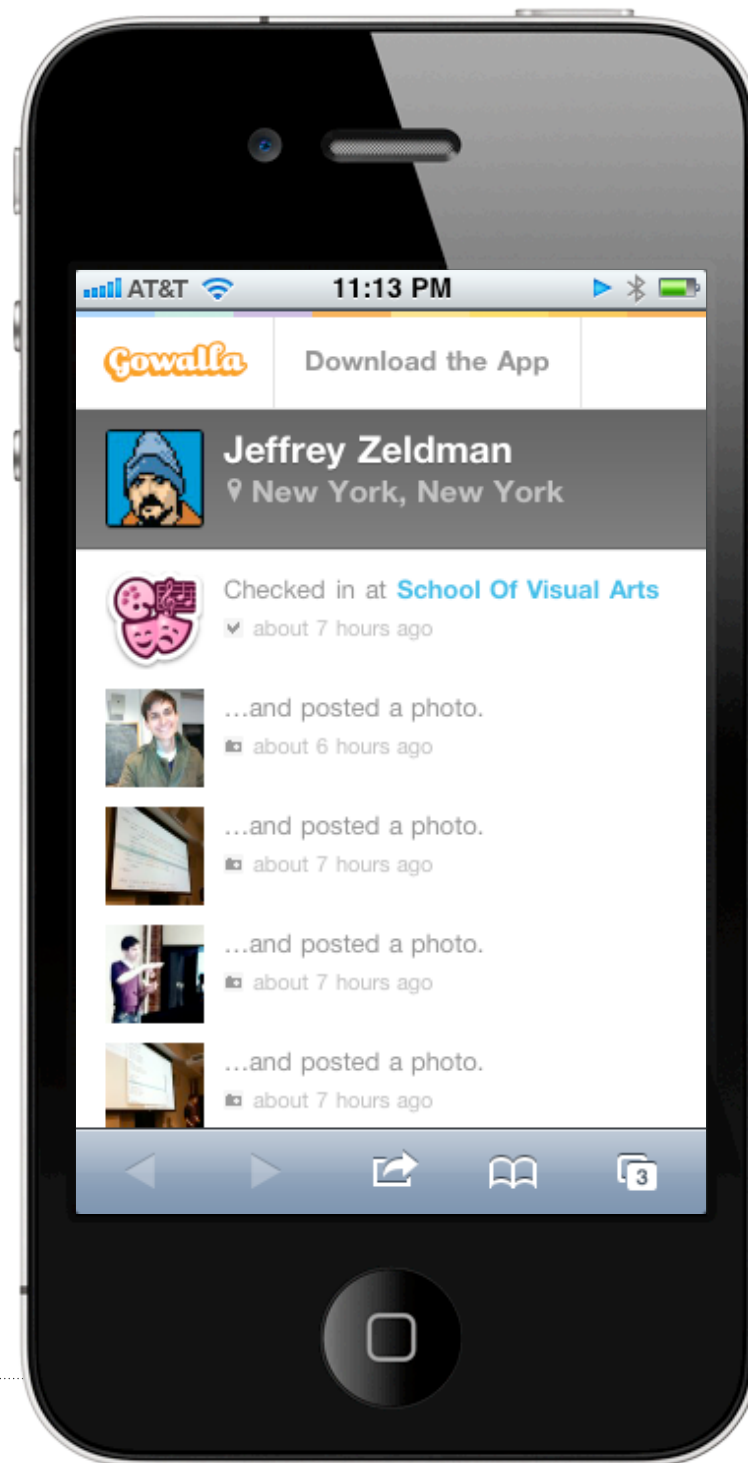 AT&T 11:13 PM
Gowalla Download the App
Jeffrey Zeldman
New York, New York
Checked in at School Of Visual Arts
about 7 hours ago
…and posted a photo.
about 6 hours ago
…and posted a photo.
about 7 hours ago
…and posted a photo.
about 7 hours ago
…and posted a photo.
about 7 hours ago
3